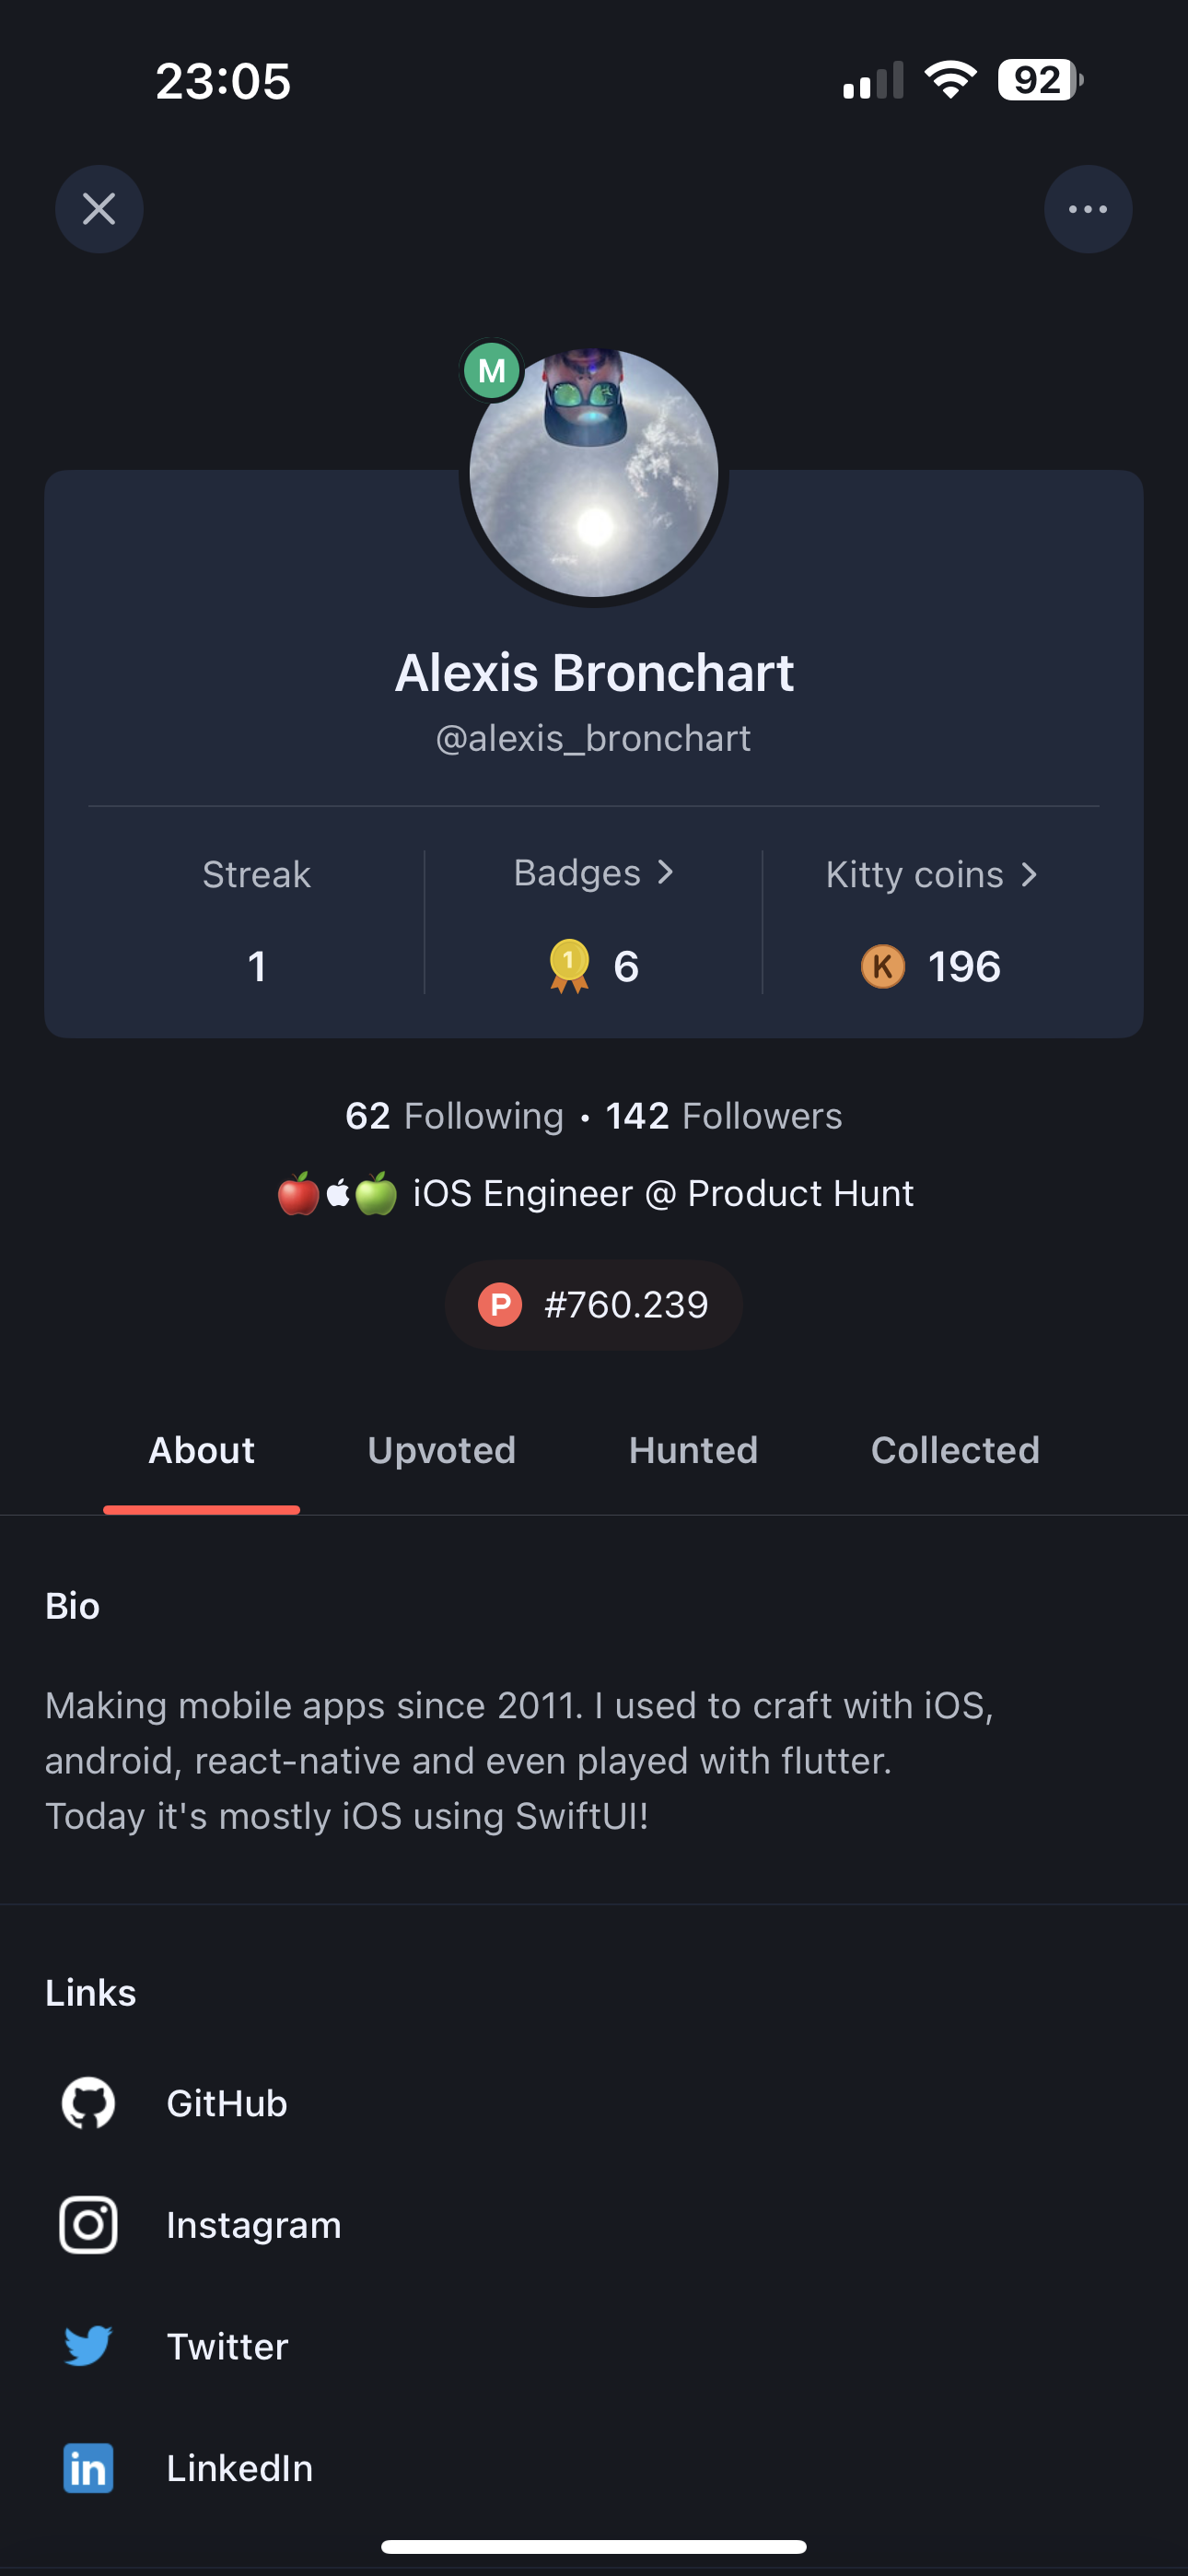 23:05
92
M
Alexis Bronchart
@alexis_bronchart
Streak
Badges
Kitty coins
1
1 6
K 196
62 Following • 142 Followers
🍎🍏 iOS Engineer @ Product Hunt
P #760.239
About Upvoted Hunted Collected
Bio
Making mobile apps since 2011. I used to craft with iOS,
android, react-native and even played with flutter.
Today it's mostly iOS using SwiftUI!
Links
GitHub
Instagram
Twitter
in LinkedIn